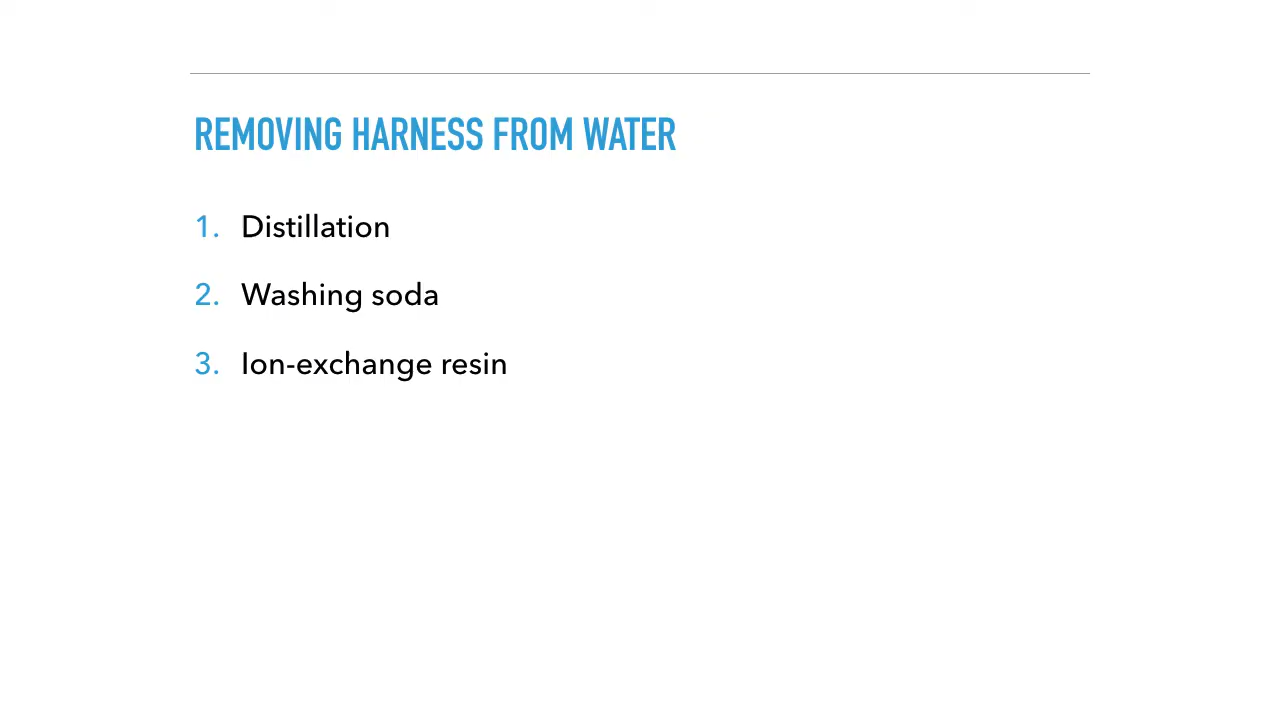 REMOVING HARNESS FROM WATER
1. Distillation
2. Washing soda
3. Ion-exchange resin